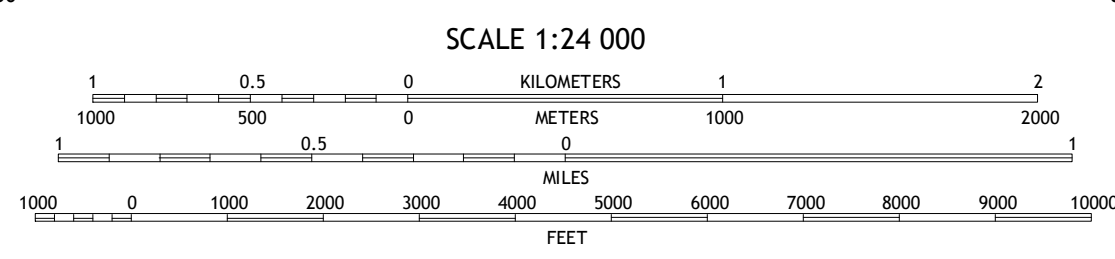 SCALE 1:24 000
1 0.5 0 KILOMETERS 1 2
1000 500 0 METERS 1000 2000
1 0.5 0 1
MILES
1000 0 1000 2000 3000 4000 5000 6000 7000 8000 9000 10000
FEET